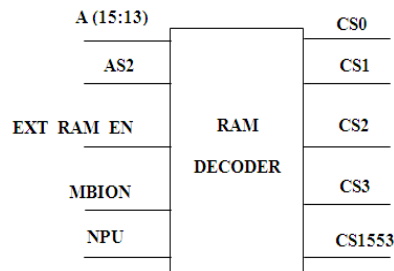 A (15:13)
CS0
AS2
CS1
EXT RAM EN
RAM
CS2
DECODER
MBION
CS3
NPU
CS1553